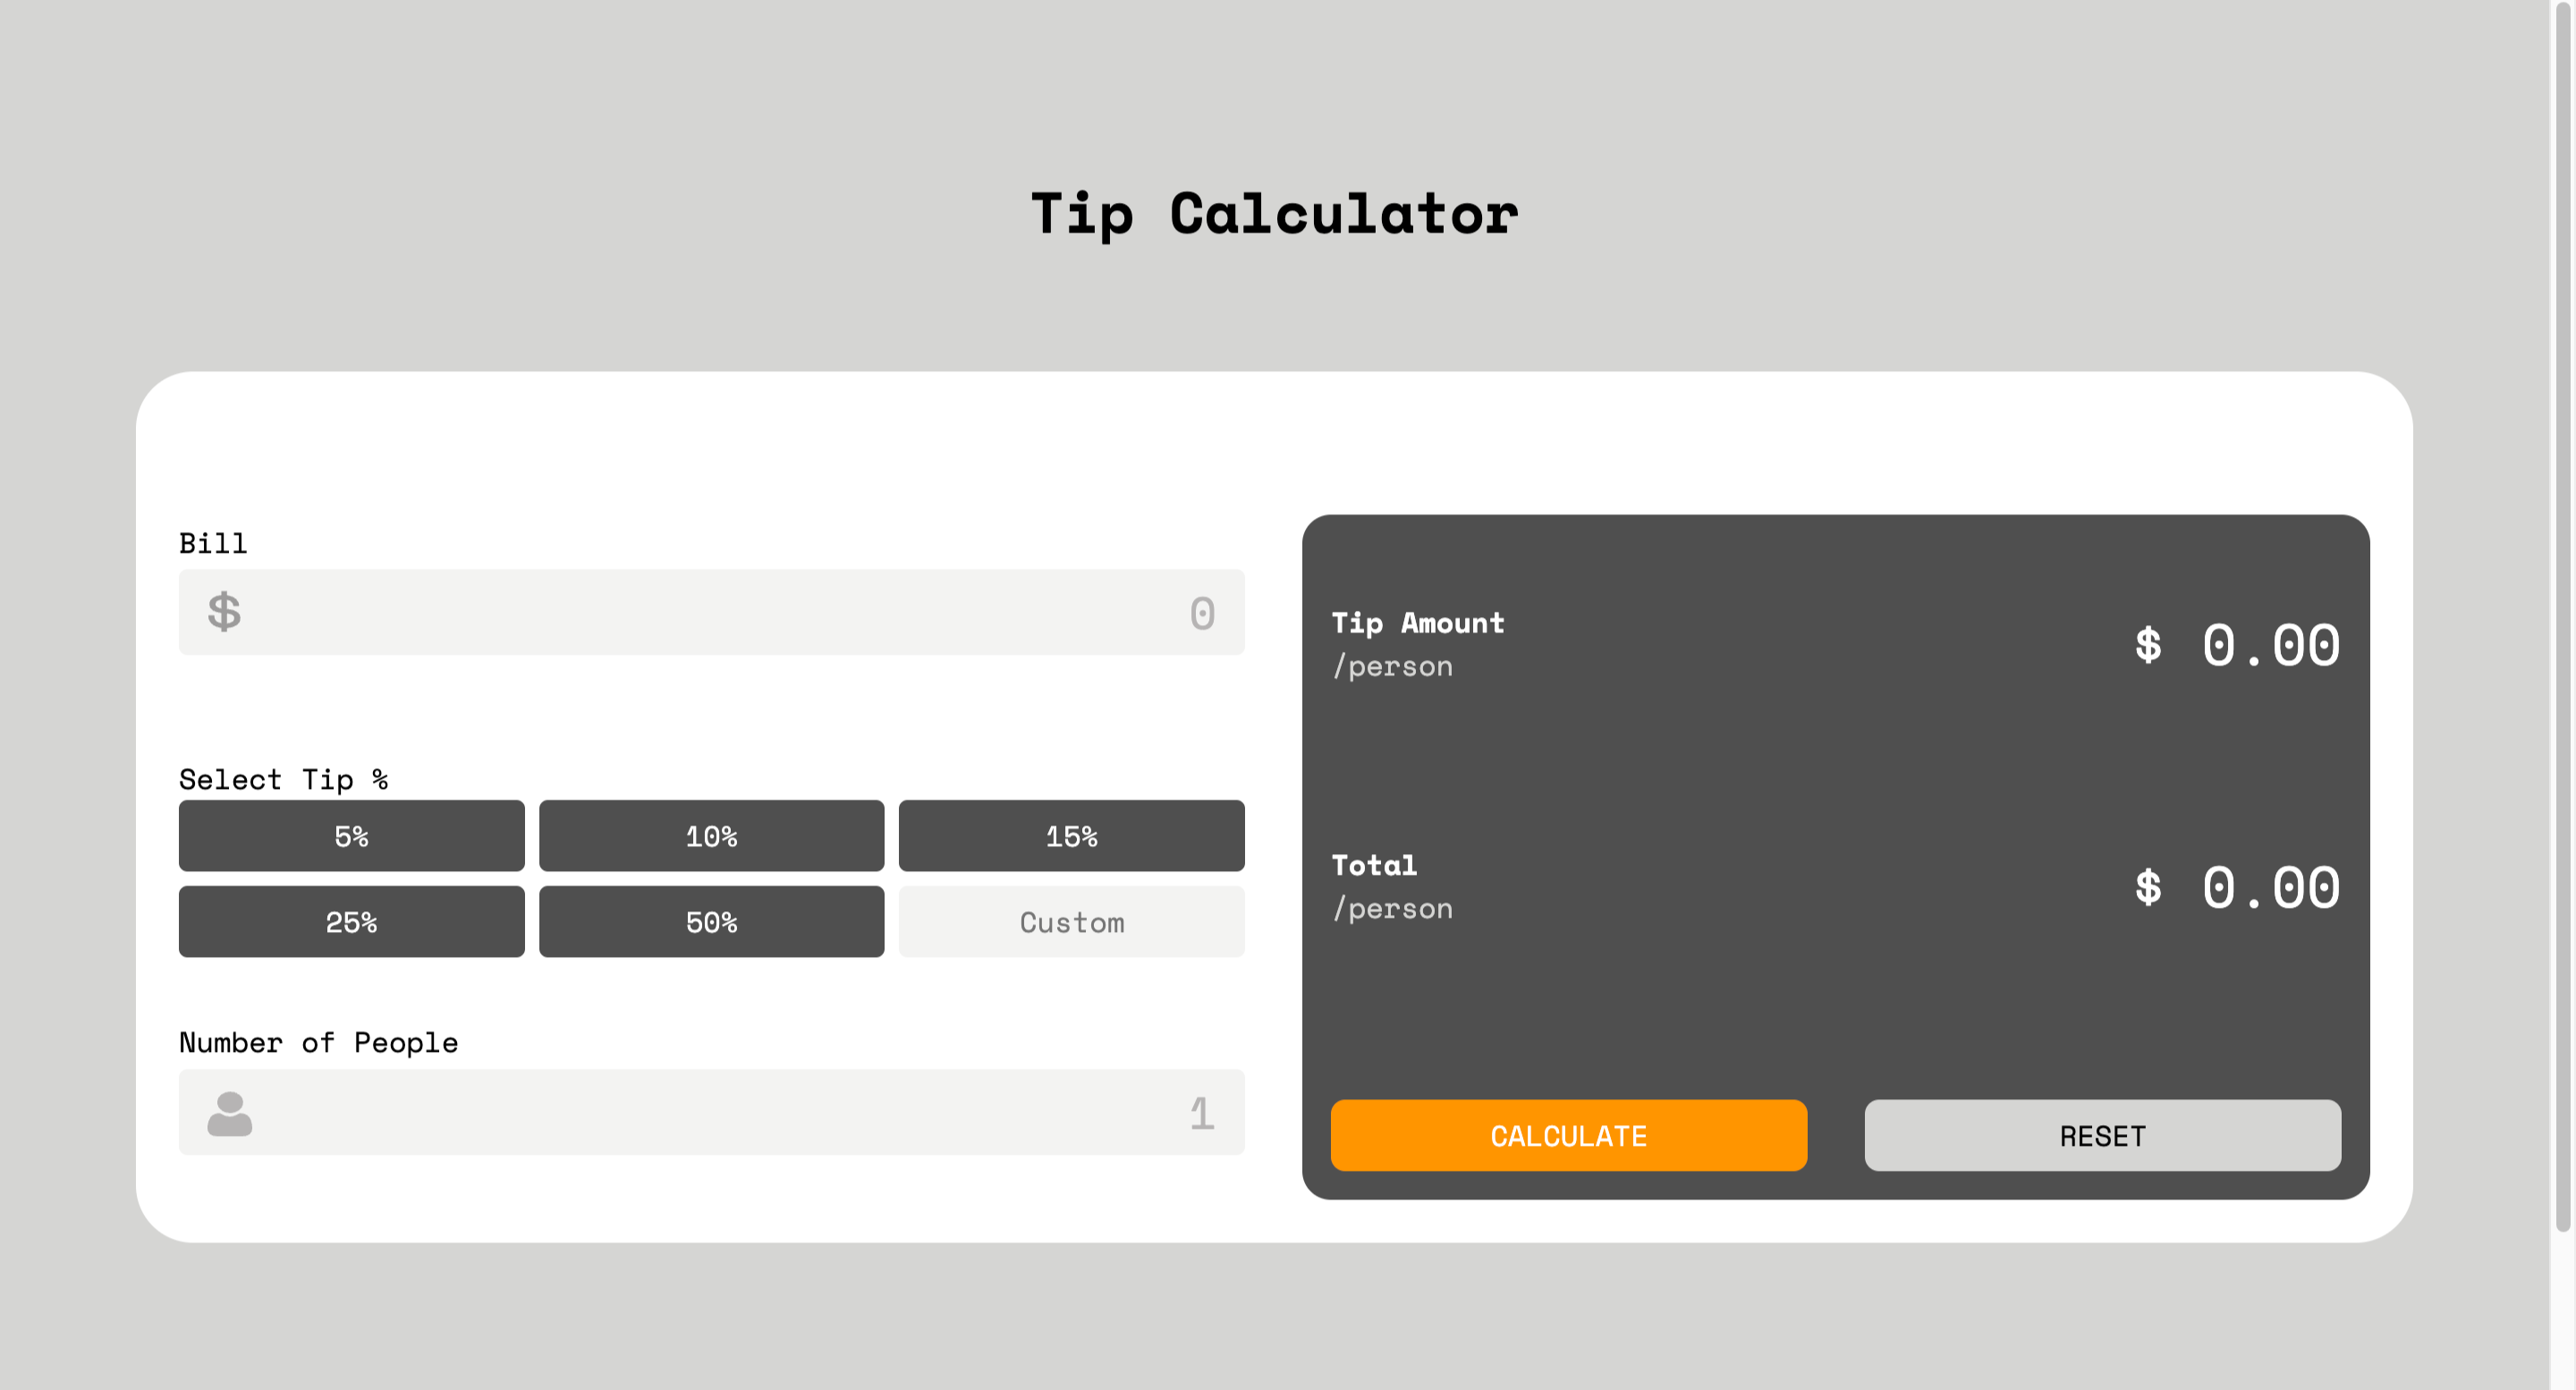 Tip Calculator
Bill
$ 0
Select Tip %
5% 10% 15%
25% 50% Custom
Number of People
1
Tip Amount
/person
$ 0.00
Total
/person
$ 0.00
CALCULATE RESET